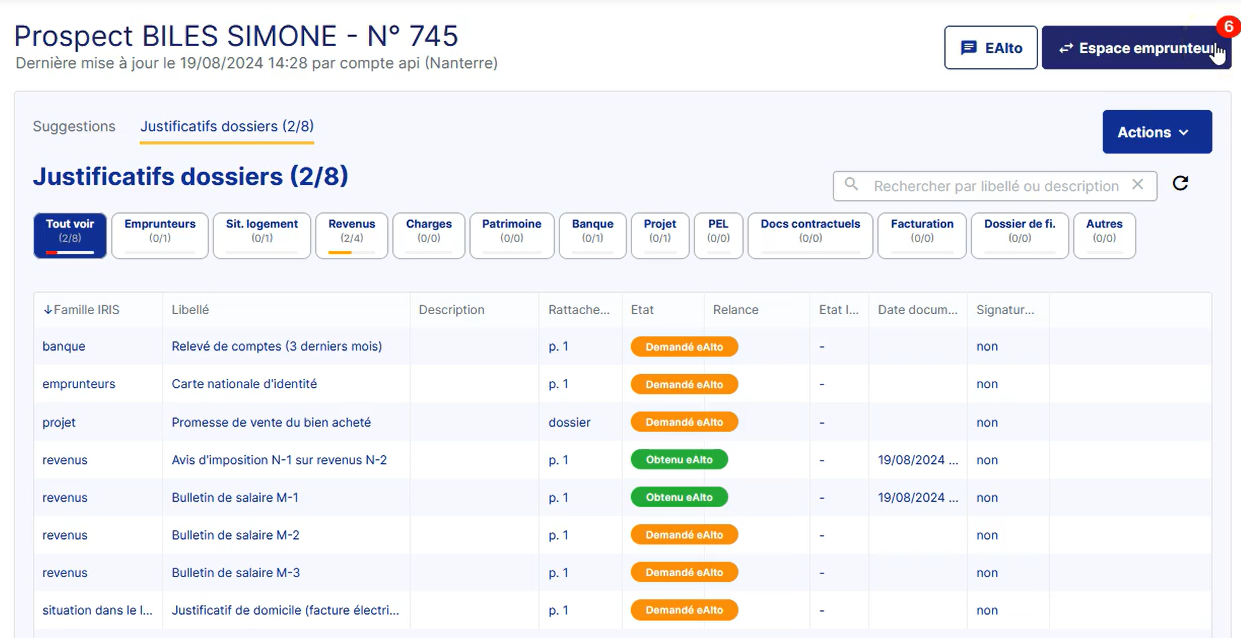 Prospect BILES SIMONE - N° 745
Dernière mise à jour le 19/08/2024 14:28 par compte api (Nanterre)
EAlto
Espace emprunteur
6
Suggestions
Justificatifs dossiers (2/8)
Actions
Justificatifs dossiers (2/8)
Rechercher par libellé ou description
Tout voir (2/8)
Emprunteurs (0/1)
Sit. logement (0/1)
Revenus (2/4)
Charges (0/0)
Patrimoine (0/0)
Banque (0/1)
Projet (0/1)
PEL (0/0)
Docs contractuels (0/0)
Facturation (0/0)
Dossier de fi. (0/0)
Autres (0/0)
Famille IRIS Libellé Description Rattache... Etat Relance Etat I... Date docum... Signatur...
banque Relevé de comptes (3 derniers mois) p. 1 Demandé eAlto - non
emprunteurs Carte nationale d'identité p. 1 Demandé eAlto - non
projet Promesse de vente du bien acheté dossier Demandé eAlto - non
revenus Avis d'imposition N-1 sur revenus N-2 p. 1 Obtenu eAlto - 19/08/2024 ... non
revenus Bulletin de salaire M-1 p. 1 Obtenu eAlto - 19/08/2024 ... non
revenus Bulletin de salaire M-2 p. 1 Demandé eAlto - non
revenus Bulletin de salaire M-3 p. 1 Demandé eAlto - non
situation dans le l... Justificatif de domicile (facture électri... p. 1 Demandé eAlto - non